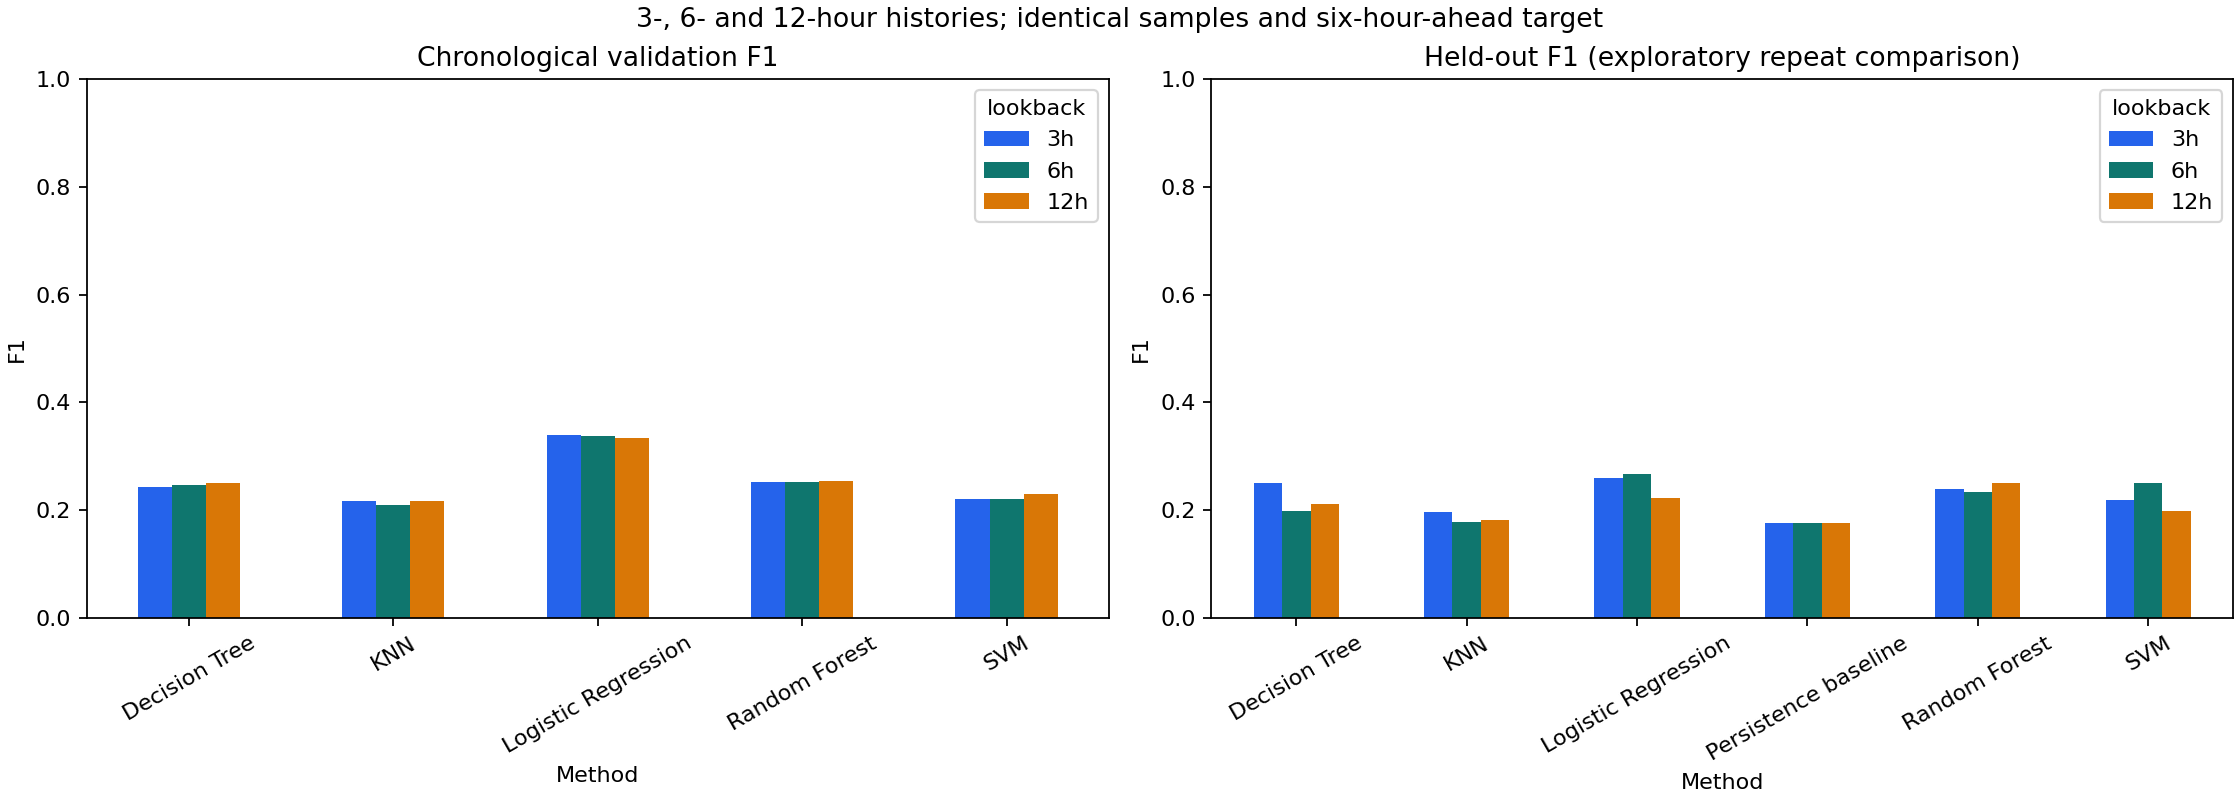 3-, 6- and 12-hour histories; identical samples and six-hour-ahead target
Chronological validation F1
F1
1.0
0.8
0.6
0.4
0.2
0.0
lookback
3h
6h
12h
Decision Tree
KNN
Logistic Regression
Random Forest
SVM
Method
Held-out F1 (exploratory repeat comparison)
F1
1.0
0.8
0.6
0.4
0.2
0.0
lookback
3h
6h
12h
Decision Tree
KNN
Logistic Regression
Persistence baseline
Random Forest
SVM
Method